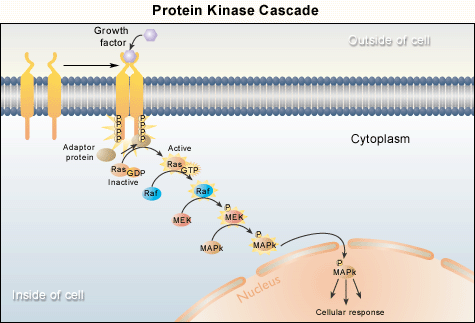 Protein Kinase Cascade
Growth
factor
Outside of cell
P
P
P
P
P
P
P
P
Cytoplasm
Adaptor
protein
Active
Ras
GDP
Inactive
Ras
GTP
Raf
Raf
MEK
P
MEK
MAPk
P
MAPk
P
MAPk
Nucleus
Inside of cell
Cellular response